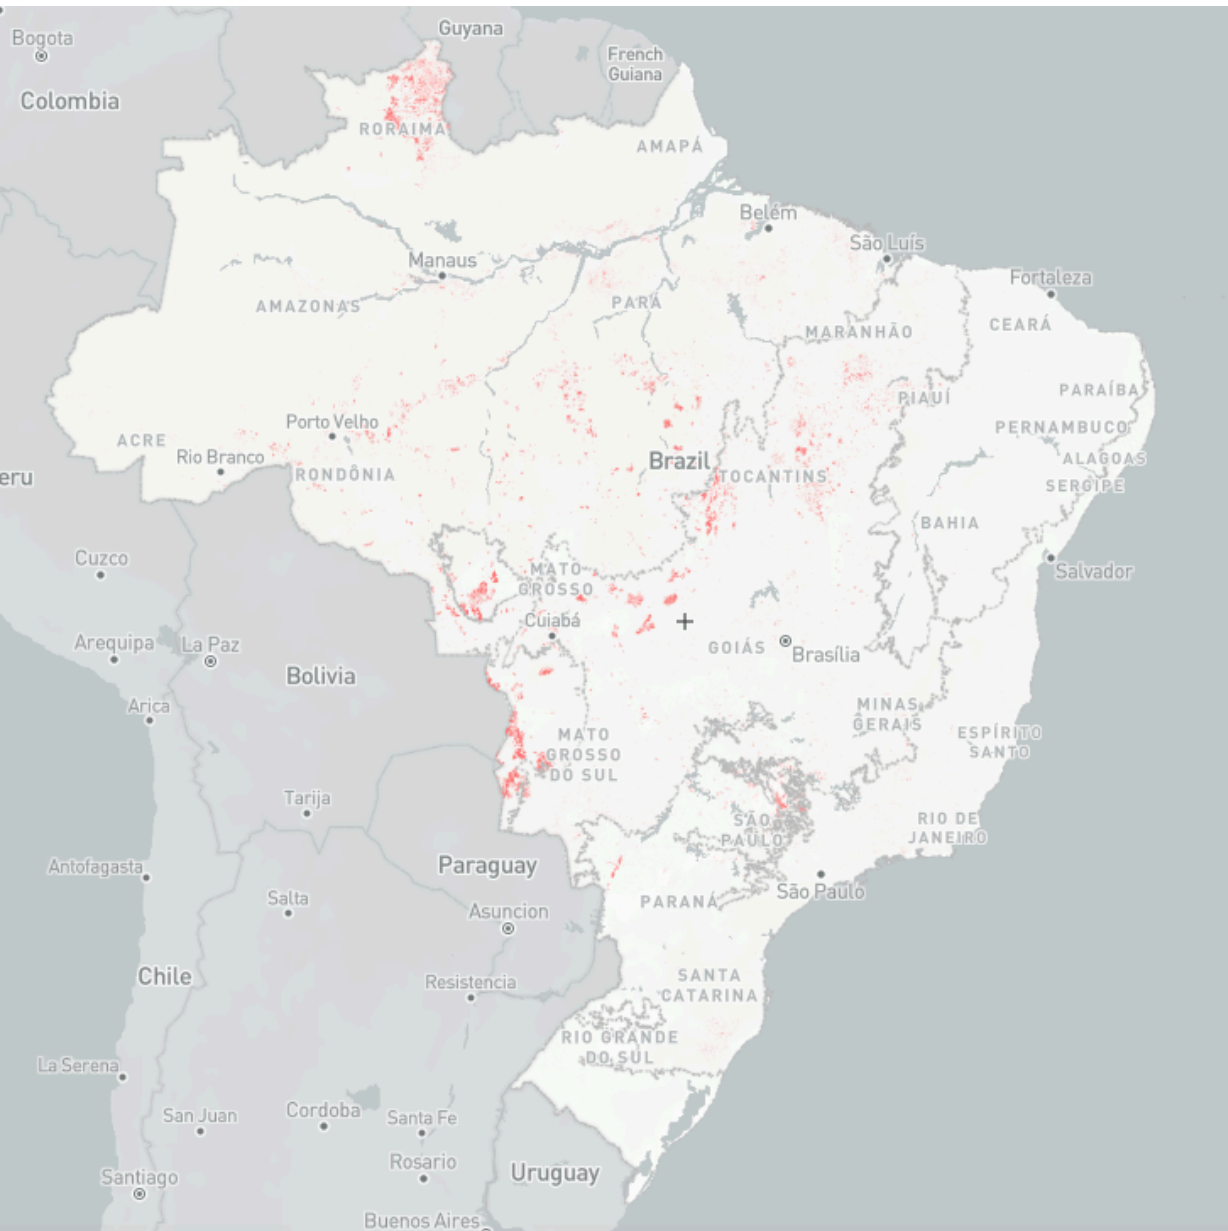 Bogota
Guyana
French
Guiana
Colombia
RORAIMA
AMAPÁ
Belém
São Luís
Manaus
Fortaleza
AMAZONAS
PARÁ
MARANHÃO
CEARÁ
PARAÍBA
PIAUÍ
Porto Velho
PERNAMBUCO
ACRE
Rio Branco
Brazil
ALAGOAS
eru
RONDÔNIA
TOCANTINS
SERGIPE
BAHIA
Cuzco
MATO
GROSSO
Salvador
Cuiabá
Arequipa
La Paz
GOIÁS
Brasília
Bolivia
Arica
MINAS
GERAIS
MATO
GROSSO
DO SUL
ESPÍRITO
SANTO
Tarija
SÃO
PAULO
RIO DE
JANEIRO
Antofagasta
Paraguay
São Paulo
Salta
PARANÁ
Asuncion
Chile
Resistencia
SANTA
CATARINA
RIO GRANDE
DO SUL
La Serena
San Juan
Cordoba
Santa Fe
Rosario
Santiago
Uruguay
Buenos Aires